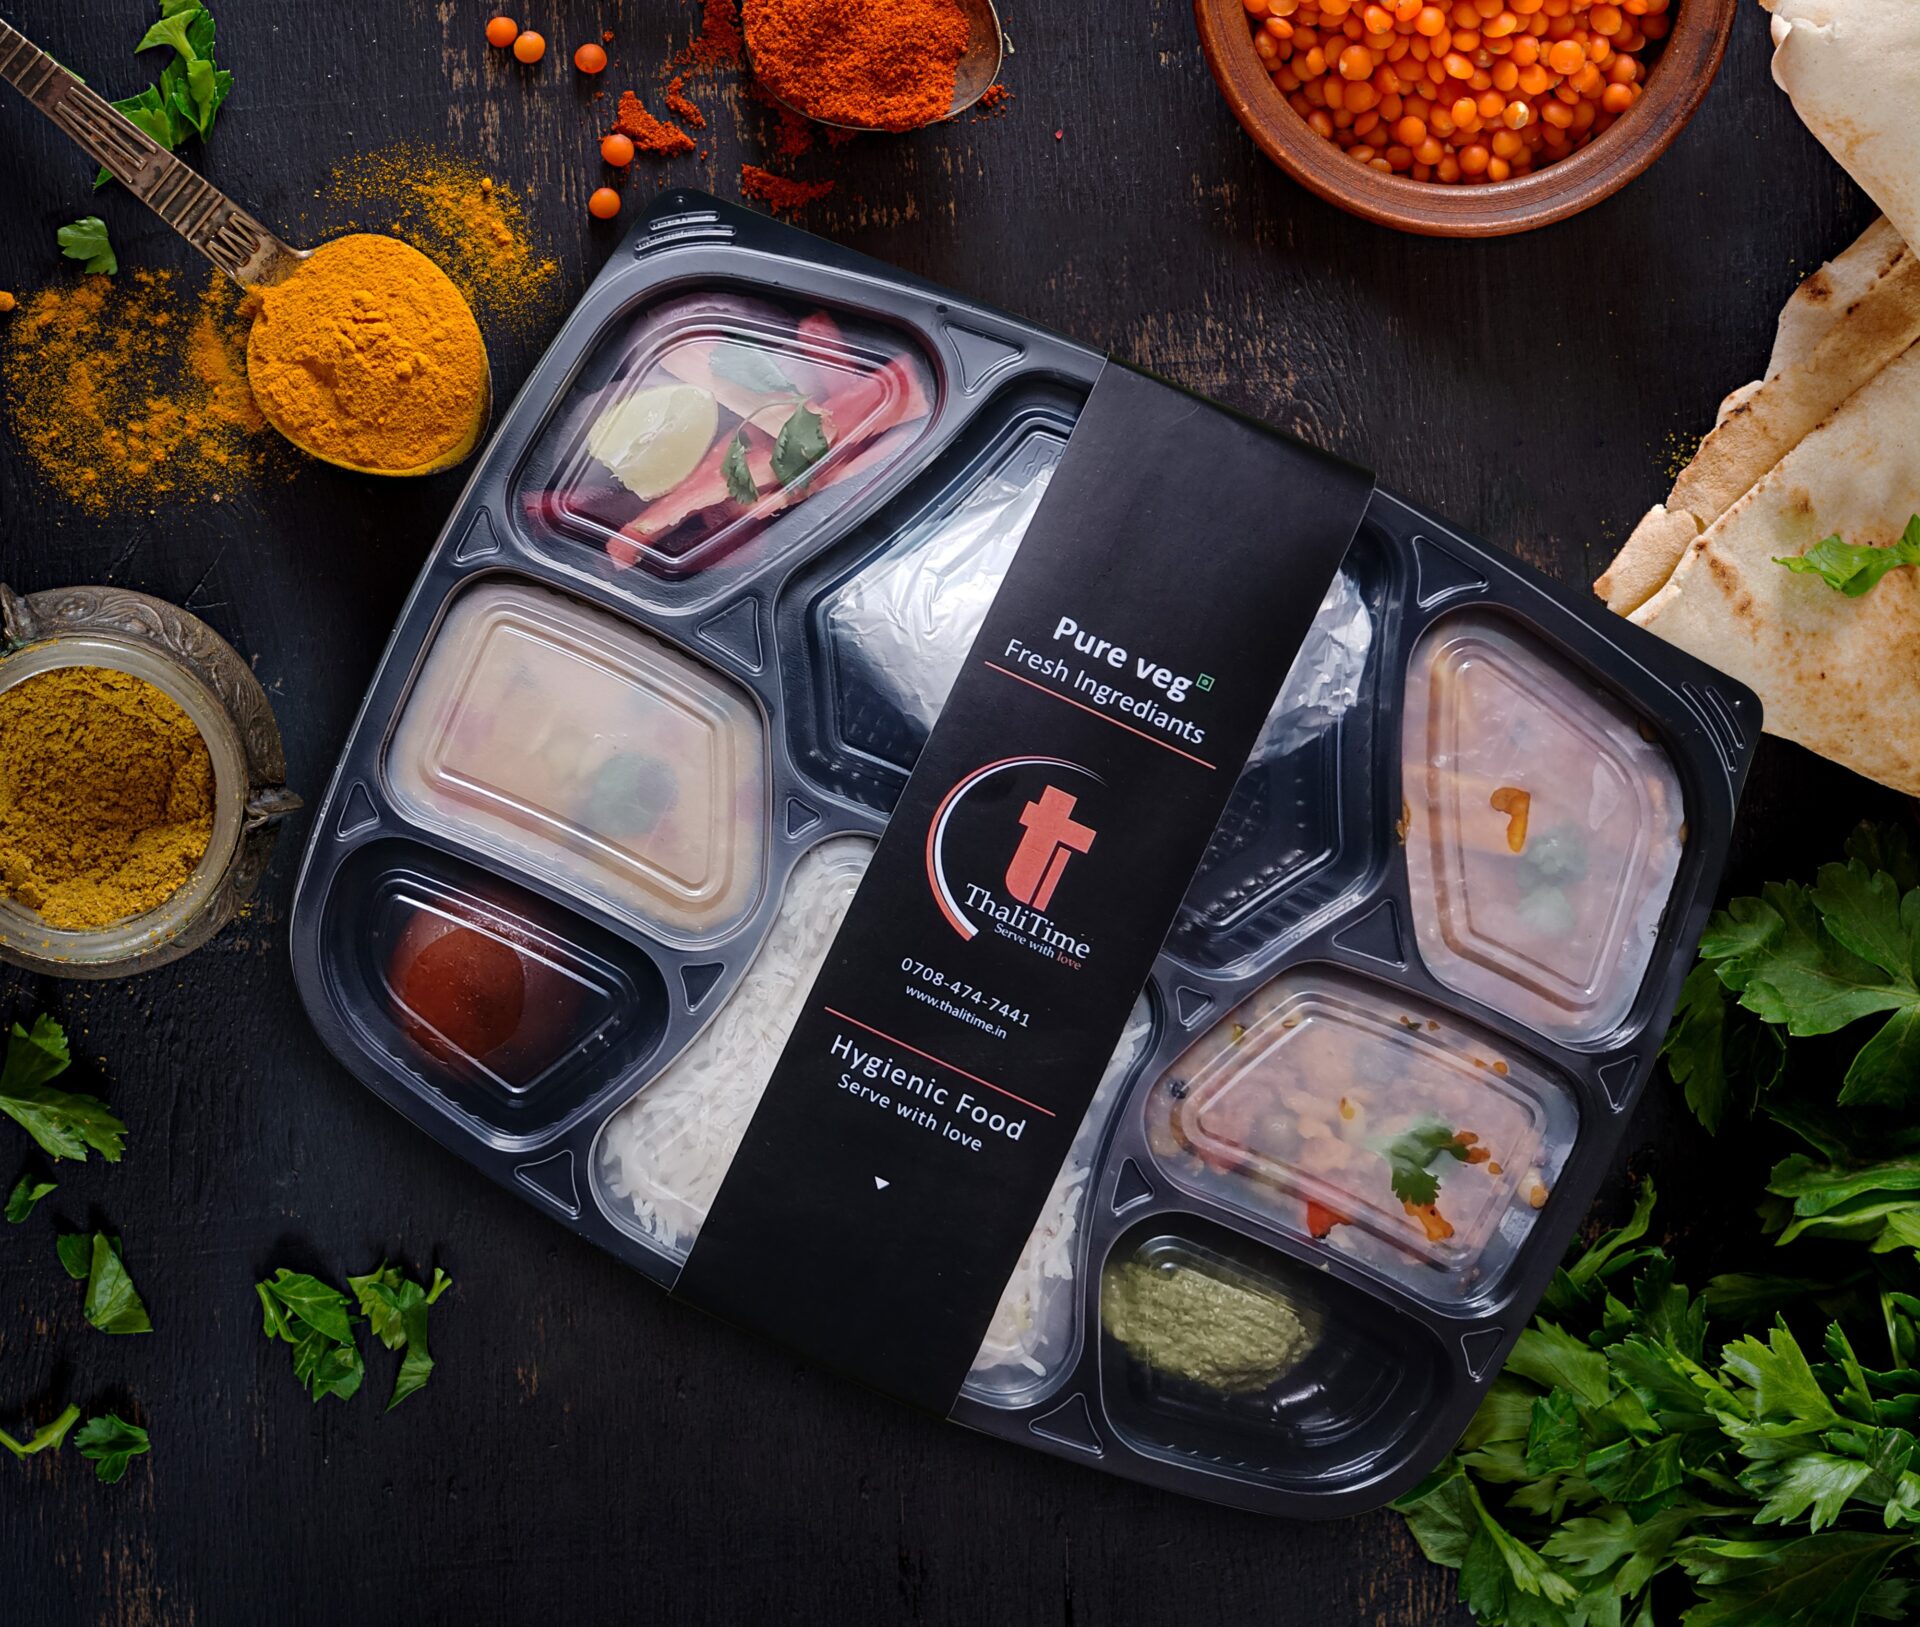 Pure veg
Fresh Ingrediants
ti
ThaliTime
Serve with love
0708-474-7441
www.thalitime.in
Hygienic Food
Serve with love